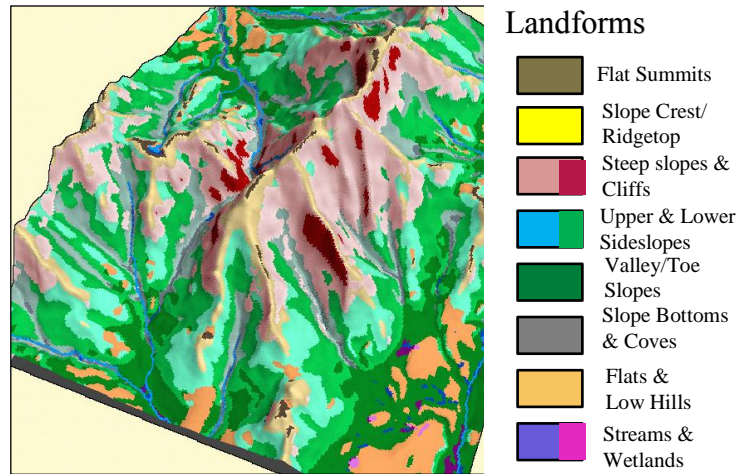 Landforms
Flat Summits
Slope Crest/
Ridgetop
Steep slopes &
Cliffs
Upper & Lower
Sideslopes
Valley/Toe
Slopes
Slope Bottoms
& Coves
Flats &
Low Hills
Streams &
Wetlands